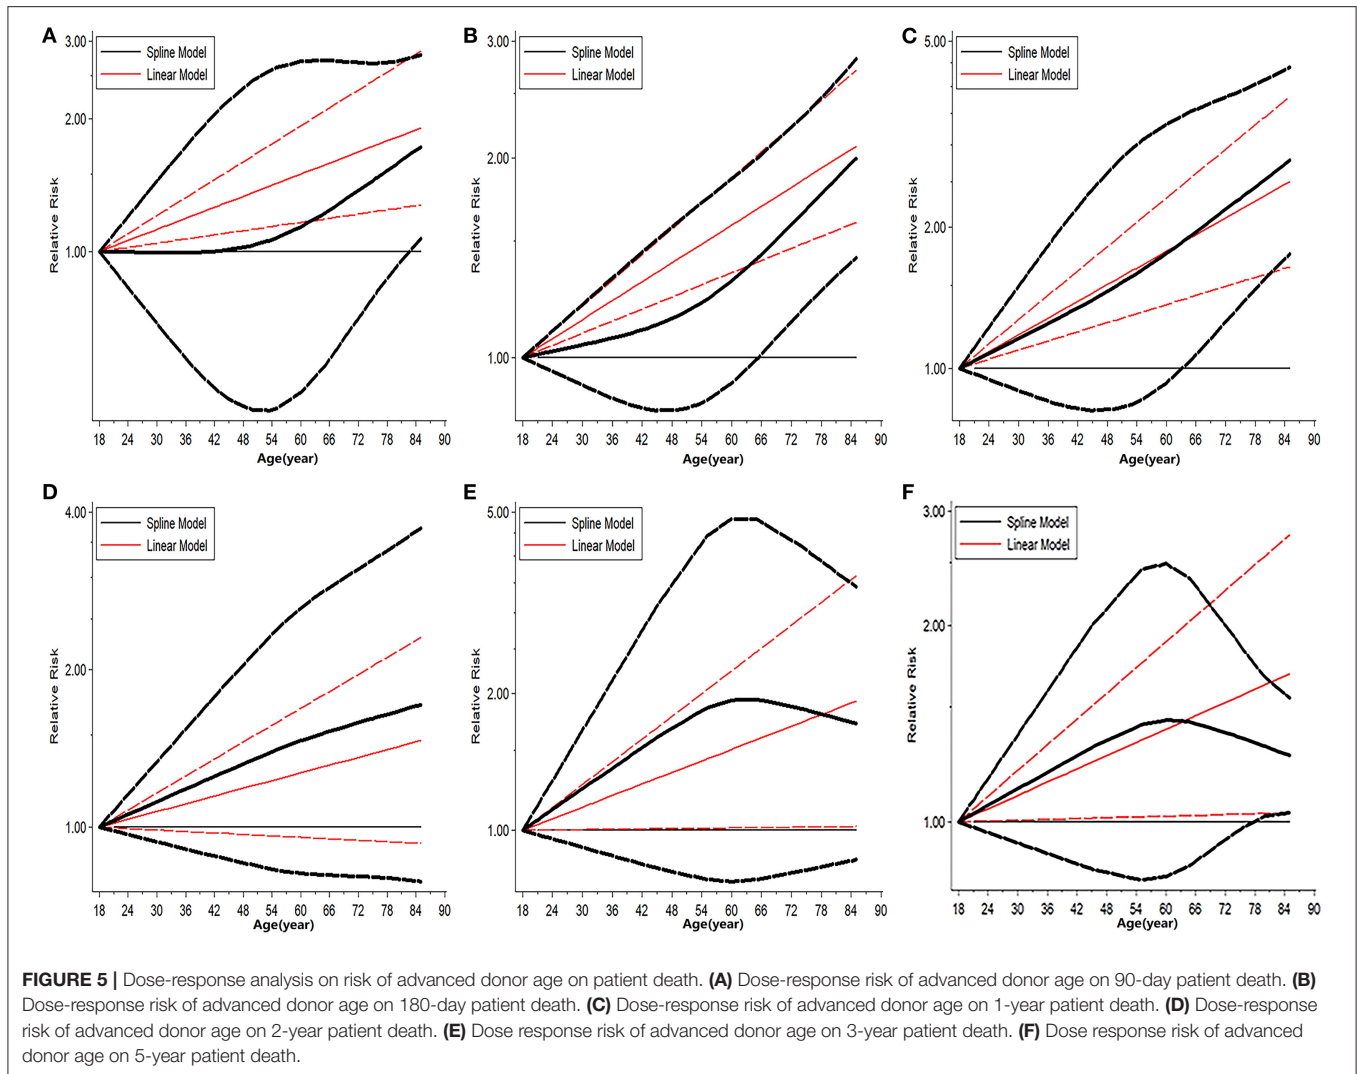 A
3.00
2.00
1.00
Relative Risk
Spline Model
Linear Model
18 24 30 36 42 48 54 60 66 72 78 84 90
Age(year)
B
3.00
2.00
1.00
Relative Risk
Spline Model
Linear Model
18 24 30 36 42 48 54 60 66 72 78 84 90
Age(year)
C
5.00
2.00
1.00
Relative Risk
Spline Model
Linear Model
18 24 30 36 42 48 54 60 66 72 78 84 90
Age(year)
D
4.00
2.00
1.00
Relative Risk
Spline Model
Linear Model
18 24 30 36 42 48 54 60 66 72 78 84 90
Age(year)
E
5.00
2.00
1.00
Relative Risk
Spline Model
Linear Model
18 24 30 36 42 48 54 60 66 72 78 84 90
Age(year)
F
3.00
2.00
1.00
Relative Risk
Spline Model
Linear Model
18 24 30 36 42 48 54 60 66 72 78 84 90
Age(year)
FIGURE 5 | Dose-response analysis on risk of advanced donor age on patient death. (A) Dose-response risk of advanced donor age on 90-day patient death. (B)
Dose-response risk of advanced donor age on 180-day patient death. (C) Dose-response risk of advanced donor age on 1-year patient death. (D) Dose-response
risk of advanced donor age on 2-year patient death. (E) Dose response risk of advanced donor age on 3-year patient death. (F) Dose response risk of advanced
donor age on 5-year patient death.